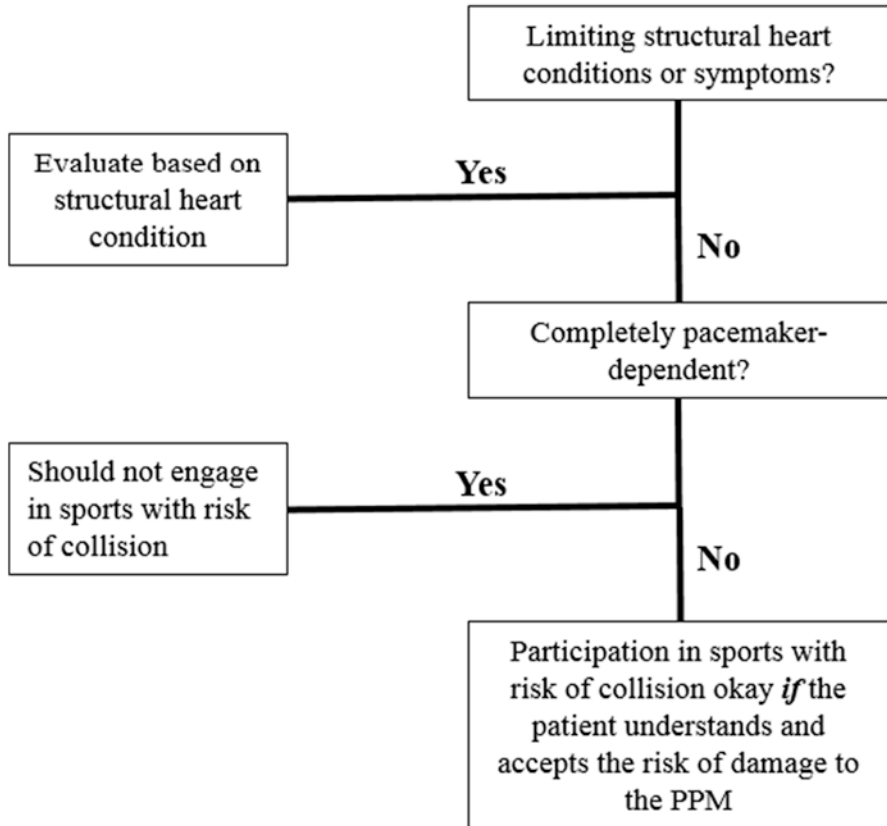 Limiting structural heart
conditions or symptoms?
Evaluate based on
structural heart
condition
Yes
No
Completely pacemaker-
dependent?
Should not engage
in sports with risk
of collision
Yes
No
Participation in sports with
risk of collision okay if the
patient understands and
accepts the risk of damage to
the PPM